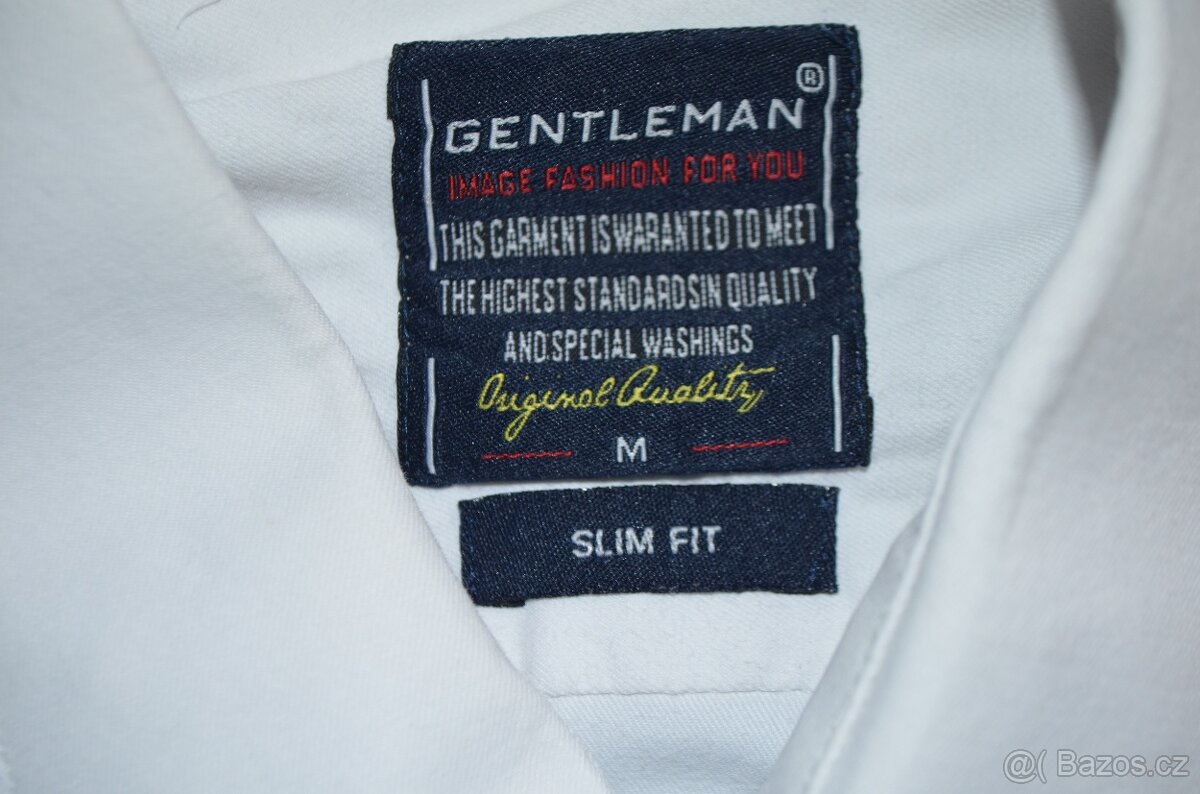 GENTLEMAN®
IMAGE FASHION FOR YOU
THIS GARMENT IS WARANTED TO MEET
THE HIGHEST STANDARDSIN QUALITY
AND SPECIAL WASHINGS
Original Quality
M
SLIM FIT
@( Bazos.cz